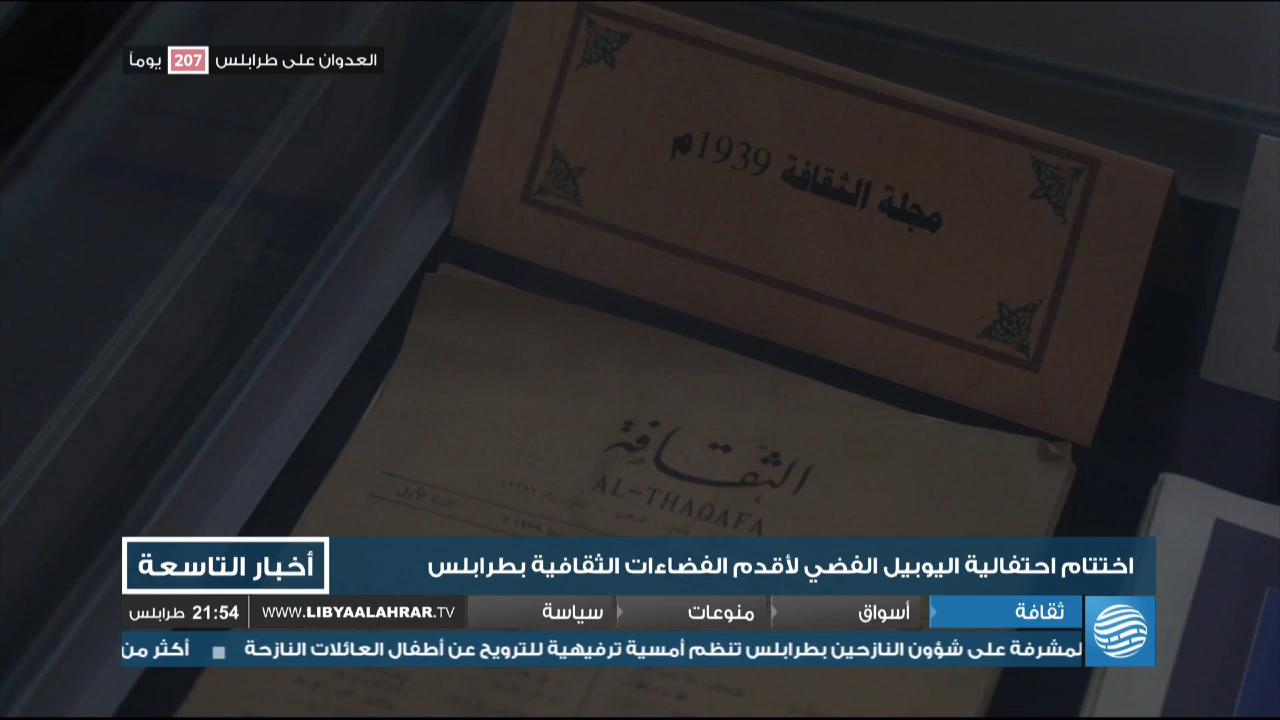 العدوان على طرابلس 207 يوماً
مجلة الثقافة 1939م
الثقافة
AL-THAQAFA
السنة الأولى
اختتام احتفالية اليوبيل الفضي لأقدم الفضاءات الثقافية بطرابلس
أخبار التاسعة
ثقافة أسواق منوعات سياسة WWW.LIBYAALAHRAR.TV 21:54 طرابلس
لمشرفة على شؤون النازحين بطرابلس تنظم أمسية ترفيهية للترويح عن أطفال العائلات النازحة ■ أكثر من